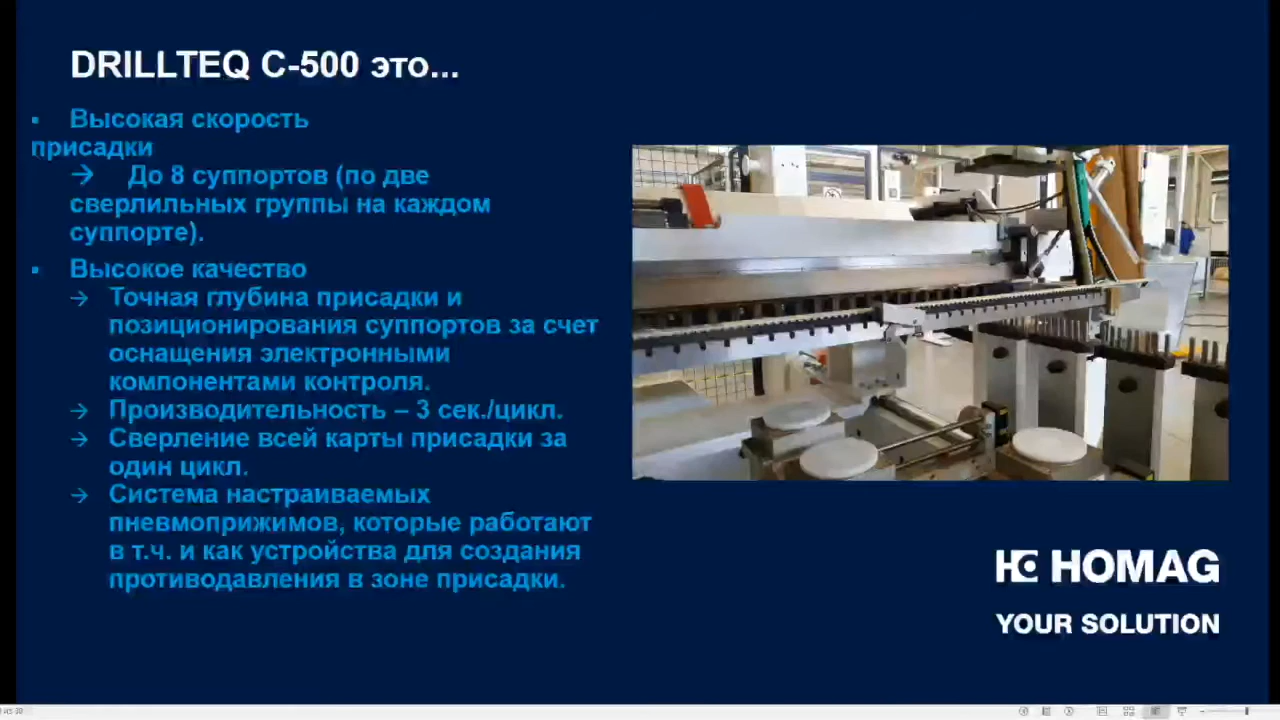 DRILLTEQ C-500 это...
▪ Высокая скорость
присадки
→ До 8 суппортов (по две
сверлильных группы на каждом
суппорте).
▪ Высокое качество
→ Точная глубина присадки и
позиционирования суппортов за счет
оснащения электронными
компонентами контроля.
→ Производительность – 3 сек./цикл.
→ Сверление всей карты присадки за
один цикл.
→ Система настраиваемых
пневмоприжимов, которые работают
в т.ч. и как устройства для создания
противодавления в зоне присадки.
HOMAG
YOUR SOLUTION